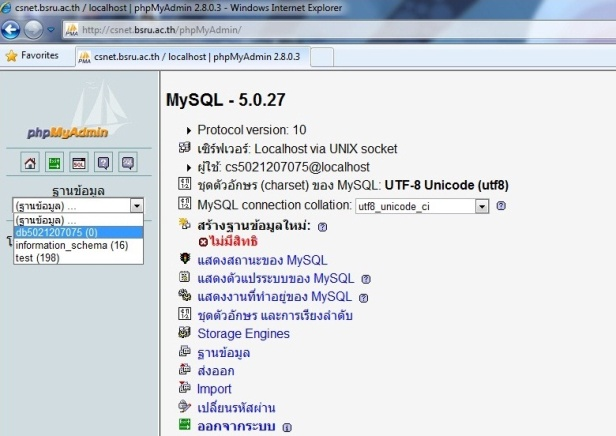 csnet.bsru.ac.th / localhost | phpMyAdmin 2.8.0.3 - Windows Internet Explorer
http://csnet.bsru.ac.th/phpMyAdmin/
Favorites
csnet.bsru.ac.th / localhost | phpMyAdmin 2.8.0.3
phpMyAdmin
SQL
ฐานข้อมูล
(ฐานข้อมูล) ...
(ฐานข้อมูล) ...
db5021207075 (0)
information_schema (16)
test (198)
MySQL - 5.0.27
Protocol version: 10
เซิร์ฟเวอร์: Localhost via UNIX socket
ผู้ใช้: cs5021207075@localhost
ชุดตัวอักษร (charset) ของ MySQL: UTF-8 Unicode (utf8)
MySQL connection collation: utf8_unicode_ci
สร้างฐานข้อมูลใหม่:
ไม่มีสิทธิ
แสดงสถานะของ MySQL
แสดงตัวแปรระบบของ MySQL
แสดงงานที่ทำอยู่ของ MySQL
ชุดตัวอักษร และการเรียงลำดับ
Storage Engines
ฐานข้อมูล
ส่งออก
Import
เปลี่ยนรหัสผ่าน
ออกจากระบบ